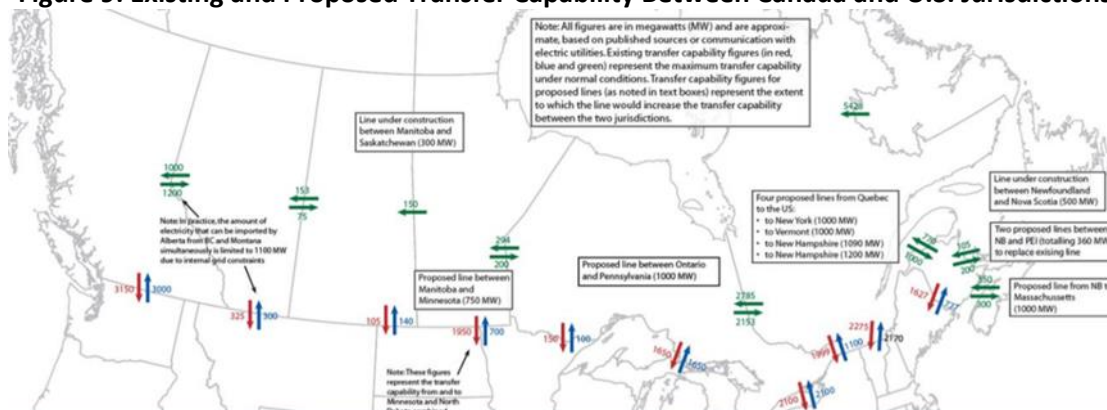 Figure 5: Existing and Proposed Transfer Capability Between Canada and U.S. Jurisdictions
Note: All figures are in megawatts (MW) and are approxi-
mate, based on published sources or communication with
electric utilities. Existing transfer capability figures (in red,
blue and green) represent the maximum transfer capability
under normal conditions. Transfer capability figures for
proposed lines (as noted in text boxes) represent the extent
to which the line would increase the transfer capability
between the two jurisdictions.
5428
Line under construction
between Manitoba and
Saskatchewan (300 MW)
1000
1200
153
75
150
294
200
Note: In practice, the amount of
electricity that can be imported by
Alberta from BC and Montana
simultaneously is limited to 1100 MW
due to internal grid constraints
Four proposed lines from Quebec
to the US:
• to New York (1000 MW)
• to Vermont (1000 MW)
• to New Hampshire (1090 MW)
• to New Hampshire (1200 MW)
Line under construction
between Newfoundland
and Nova Scotia (500 MW)
Two proposed lines between
NB and PEI (totalling 360 MW
to replace exising line
Proposed line from NB to
Massachussetts
(1000 MW)
Proposed line between
Manitoba and
Minnesota (750 MW)
Proposed line between Ontario
and Pennsylvania (1000 MW)
770
1000
105
200
350
300
3150
3000
325
300
105
140
1950
700
150
100
1650
1650
2785
2153
1999
1100
2275
2170
1627
2100
2300
Note: These figures
represent the transfer
capability from and to
Minnesota and North